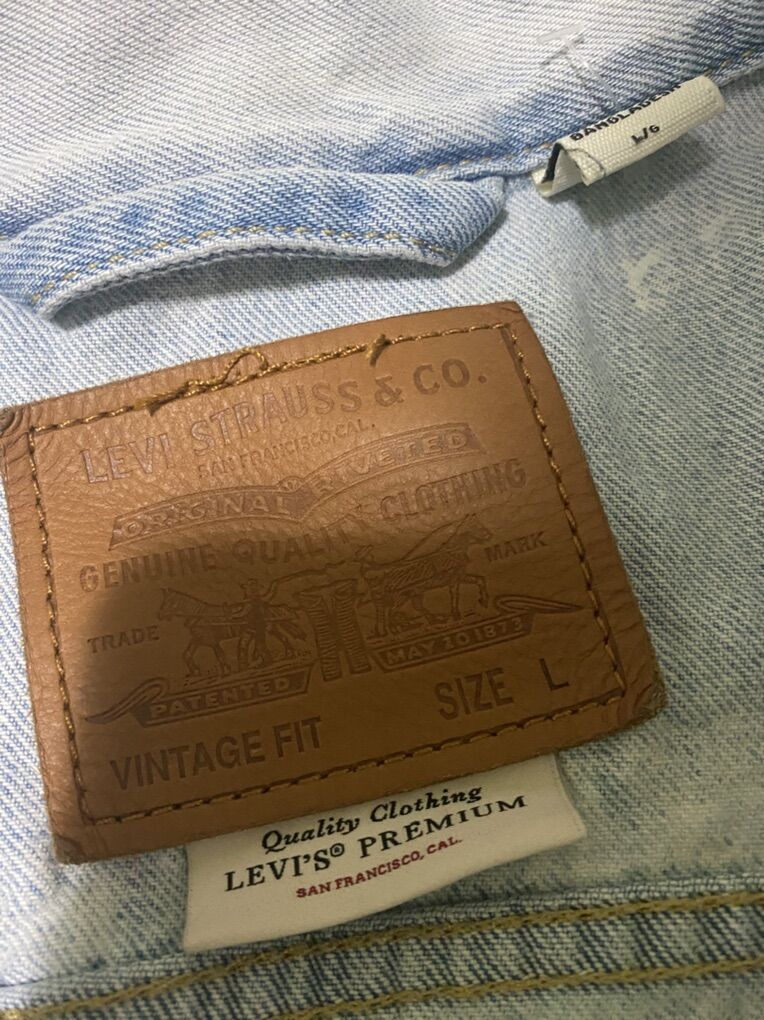 BANGLADESH
L/G
LEVI STRAUSS & CO.
SAN FRANCISCO, CAL.
ORIGINAL RIVETED
GENUINE QUALITY CLOTHING
TRADE MARK
PATENTED MAY 20 1873
VINTAGE FIT SIZE L
Quality Clothing
LEVI'S® PREMIUM
SAN FRANCISCO, CAL.